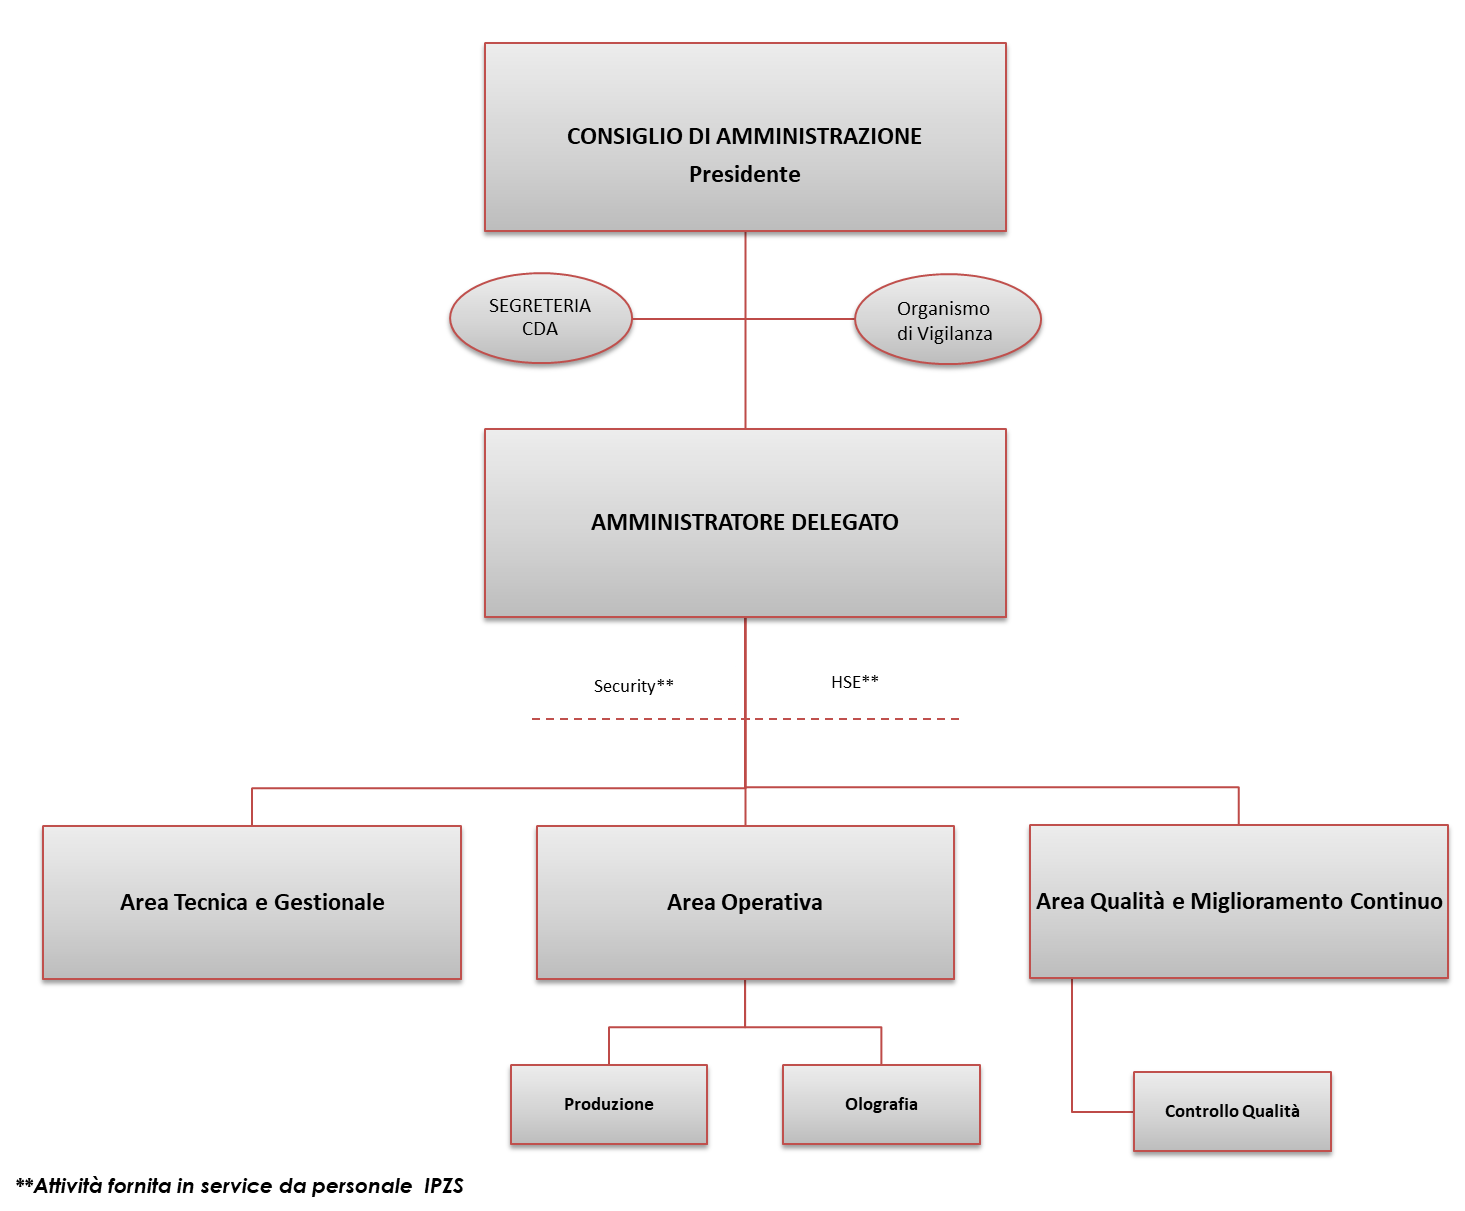 CONSIGLIO DI AMMINISTRAZIONE
Presidente
SEGRETERIA
CDA
Organismo
di Vigilanza
AMMINISTRATORE DELEGATO
Security**
HSE**
Area Tecnica e Gestionale
Area Operativa
Area Qualità e Miglioramento Continuo
Produzione
Olografia
Controllo Qualità
**Attività fornita in service da personale IPZS